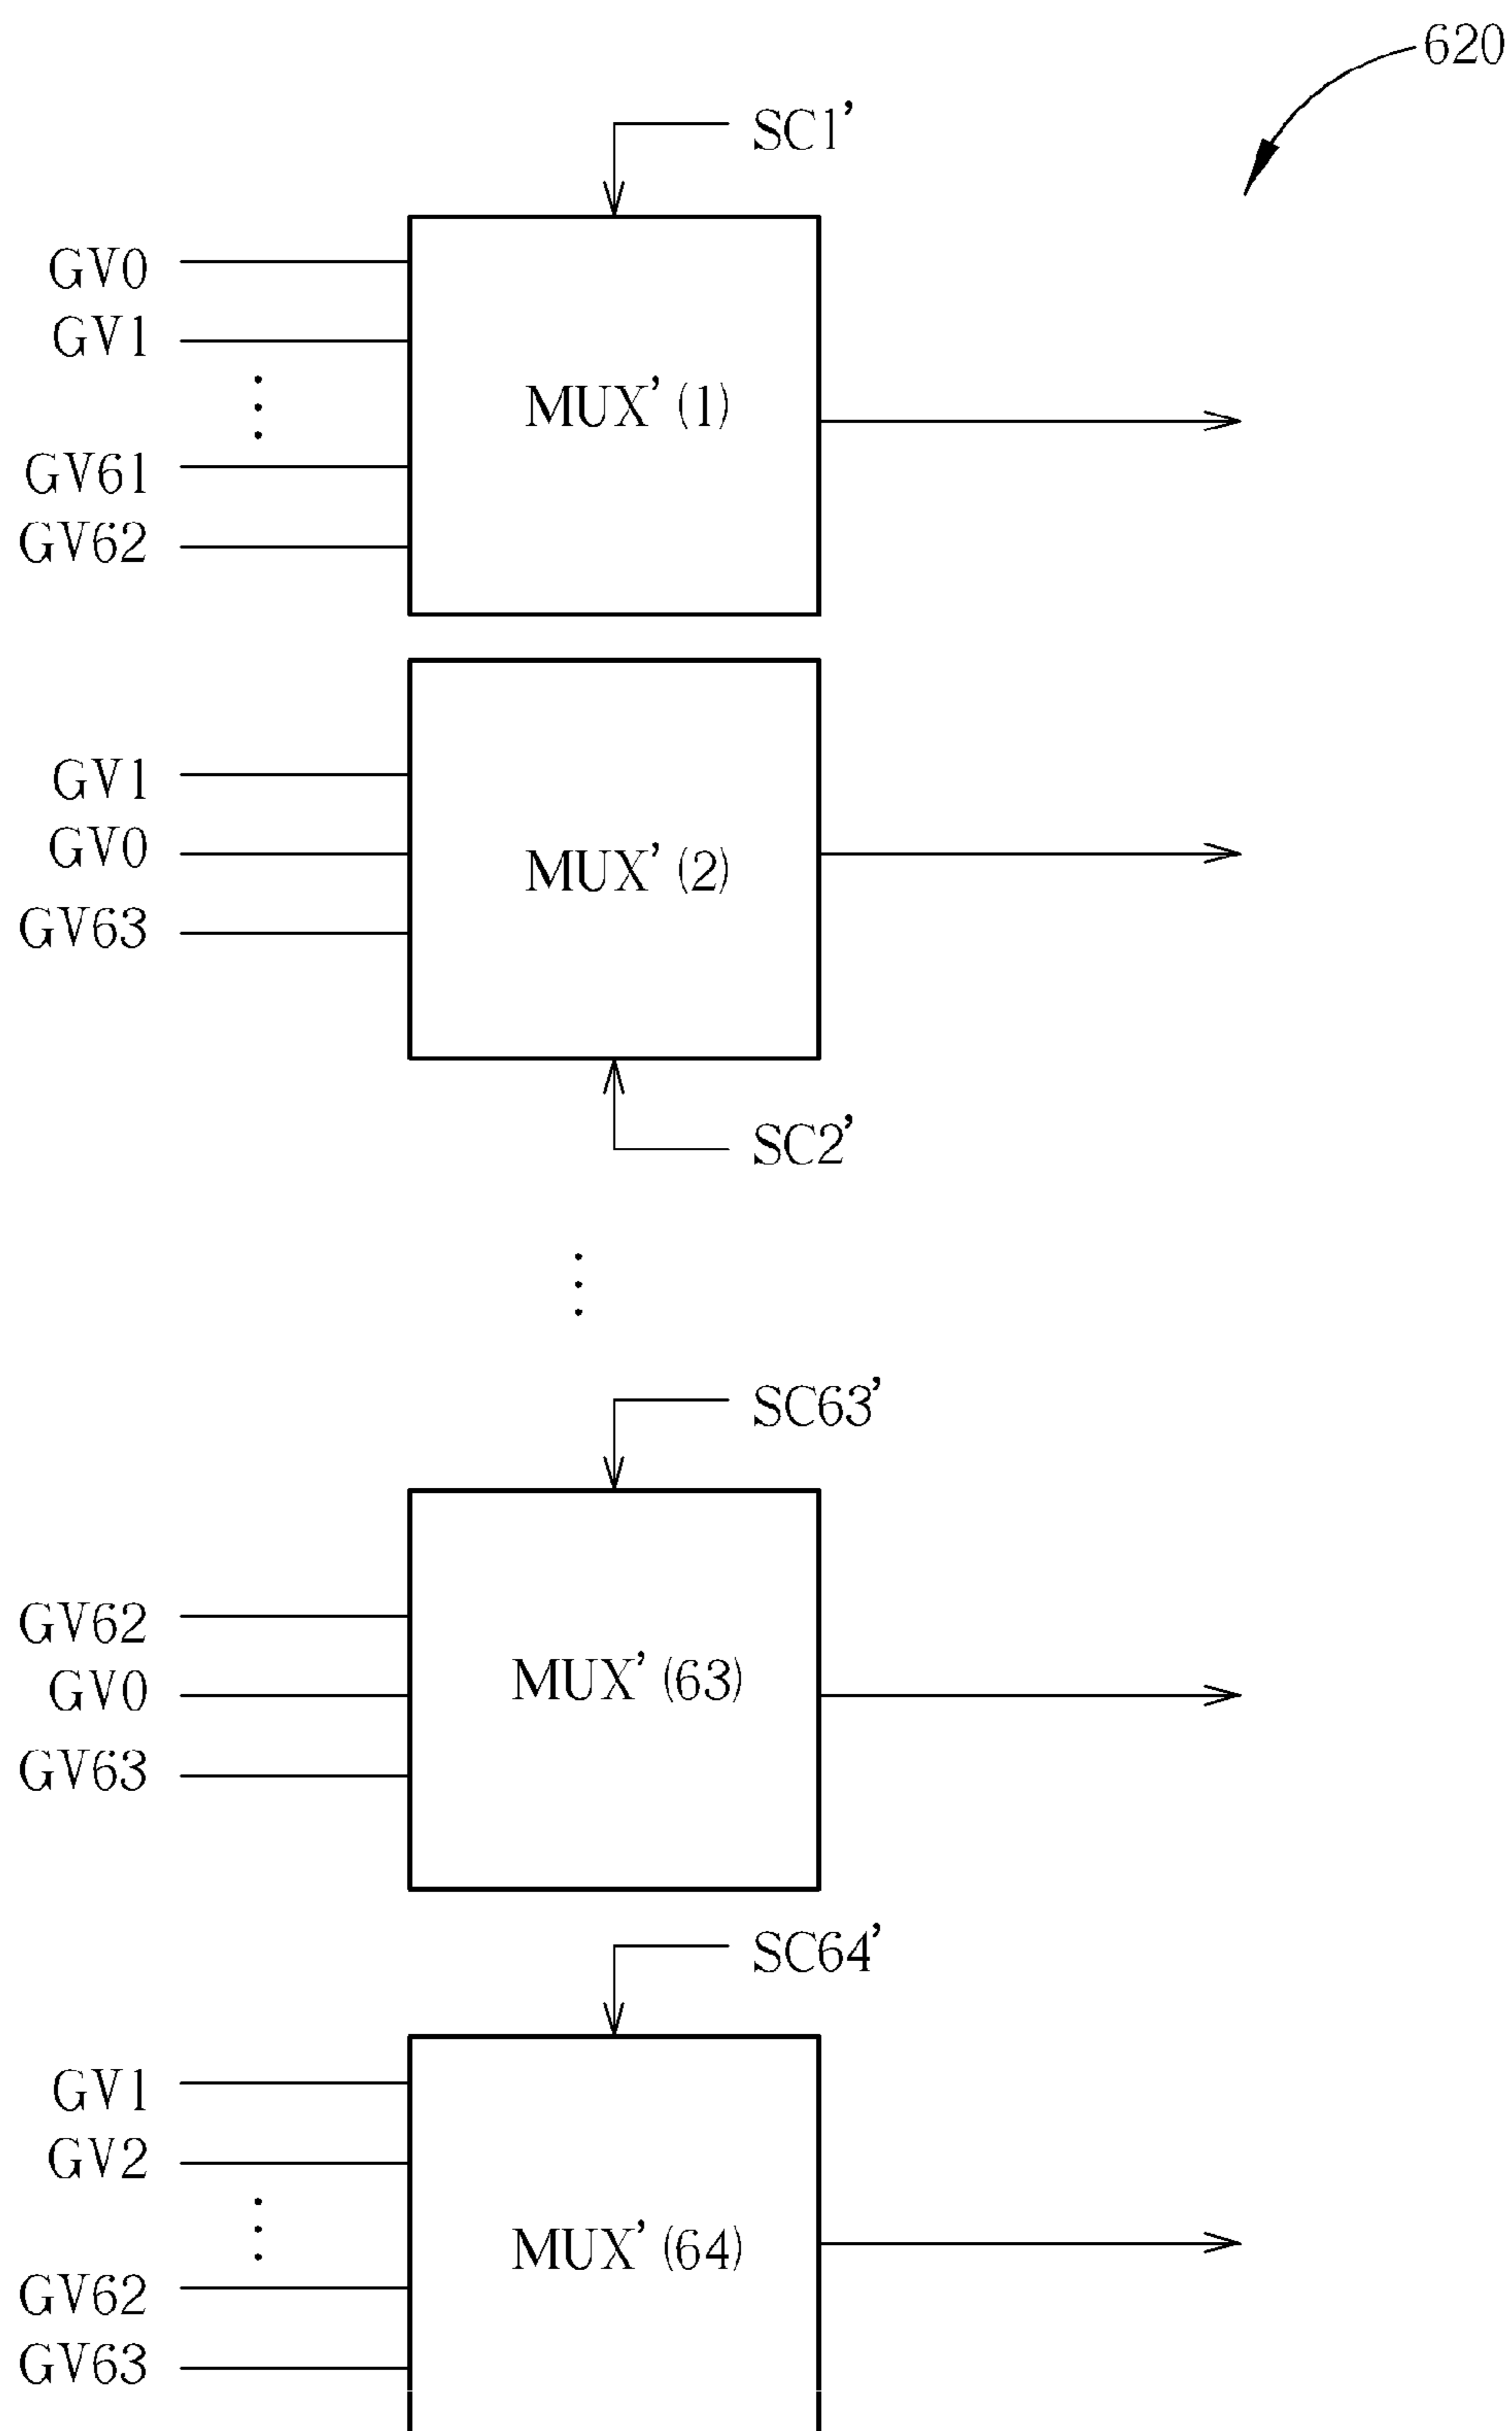 620
SC1'
GV0
GV1
MUX'(1)
GV61
GV62
GV1
GV0
MUX'(2)
GV63
SC2'
SC63'
GV62
GV0
MUX'(63)
GV63
SC64'
GV1
GV2
MUX'(64)
GV62
GV63